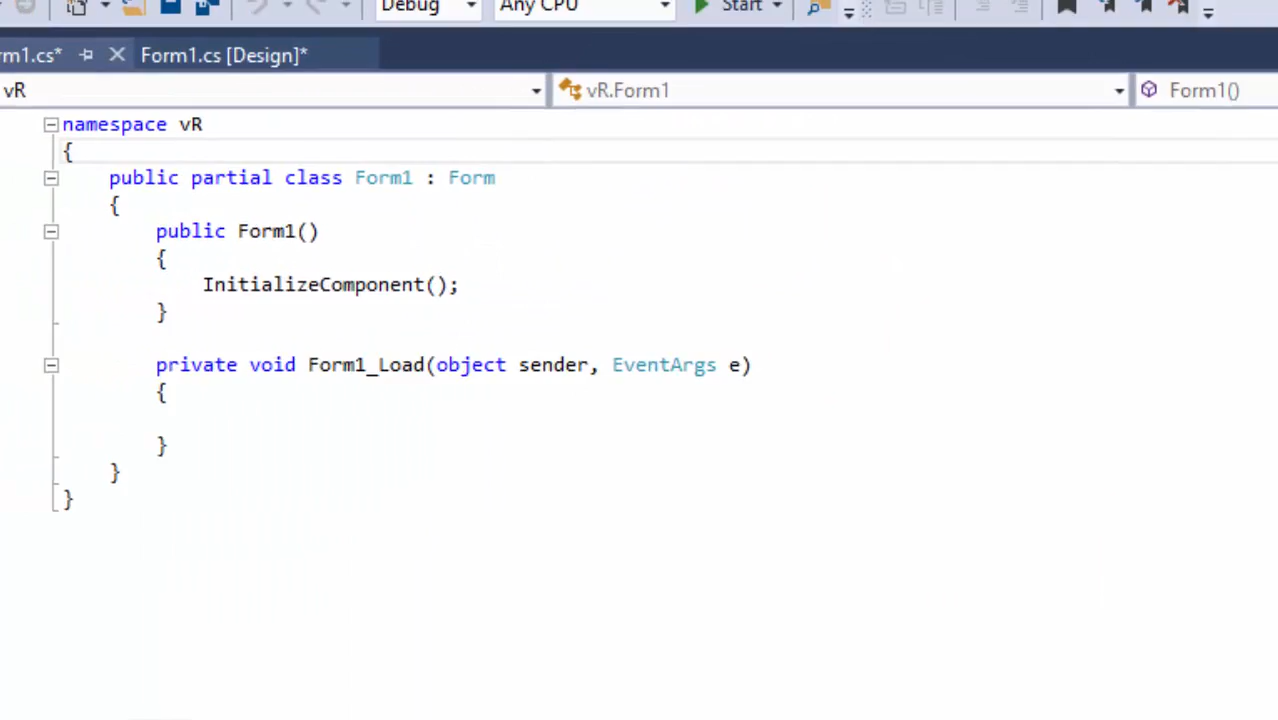 Debug Any CPU Start
rm1.cs* Form1.cs [Design]*
vR vR.Form1 Form1()
namespace vR
{
public partial class Form1 : Form
{
public Form1()
{
InitializeComponent();
}
private void Form1_Load(object sender, EventArgs e)
{
}
}
}